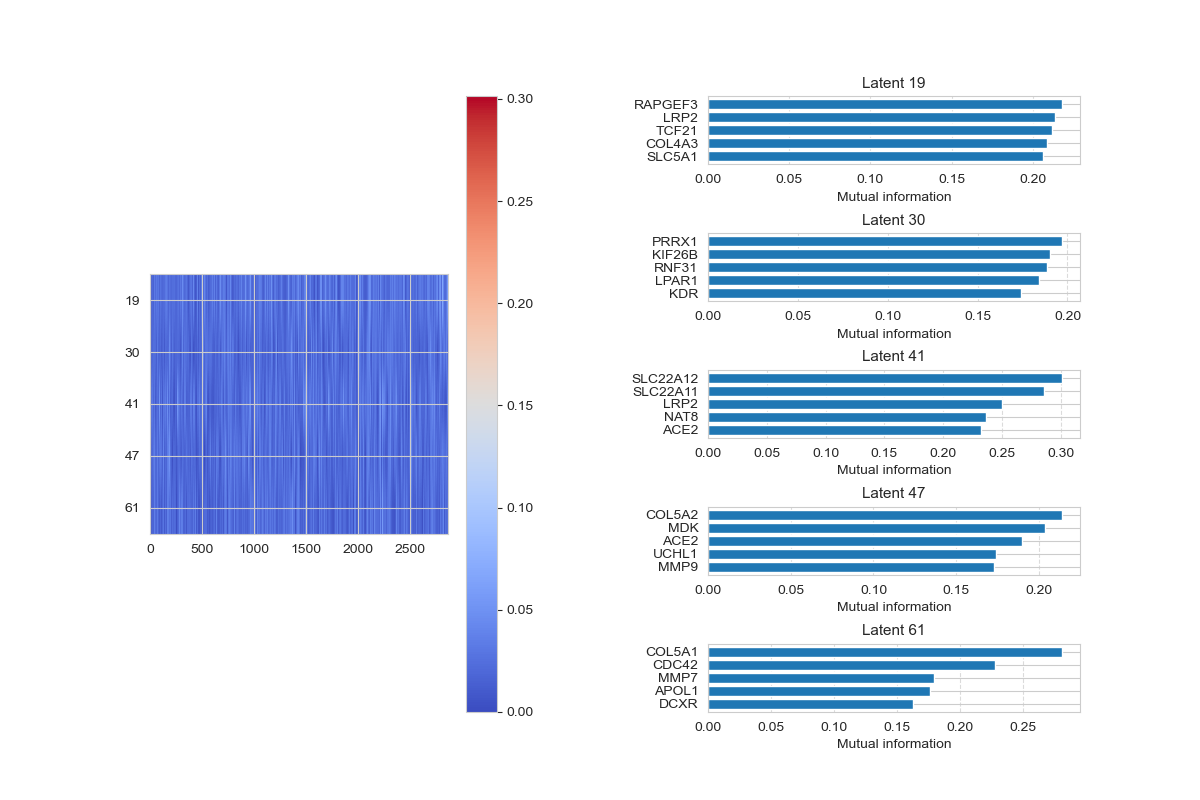 19
30
41
47
61
0 500 1000 1500 2000 2500
0.30
0.25
0.20
0.15
0.10
0.05
0.00
Latent 19
RAPGEF3
LRP2
TCF21
COL4A3
SLC5A1
0.00 0.05 0.10 0.15 0.20
Mutual information
Latent 30
PRRX1
KIF26B
RNF31
LPAR1
KDR
0.00 0.05 0.10 0.15 0.20
Mutual information
Latent 41
SLC22A12
SLC22A11
LRP2
NAT8
ACE2
0.00 0.05 0.10 0.15 0.20 0.25 0.30
Mutual information
Latent 47
COL5A2
MDK
ACE2
UCHL1
MMP9
0.00 0.05 0.10 0.15 0.20
Mutual information
Latent 61
COL5A1
CDC42
MMP7
APOL1
DCXR
0.00 0.05 0.10 0.15 0.20 0.25
Mutual information